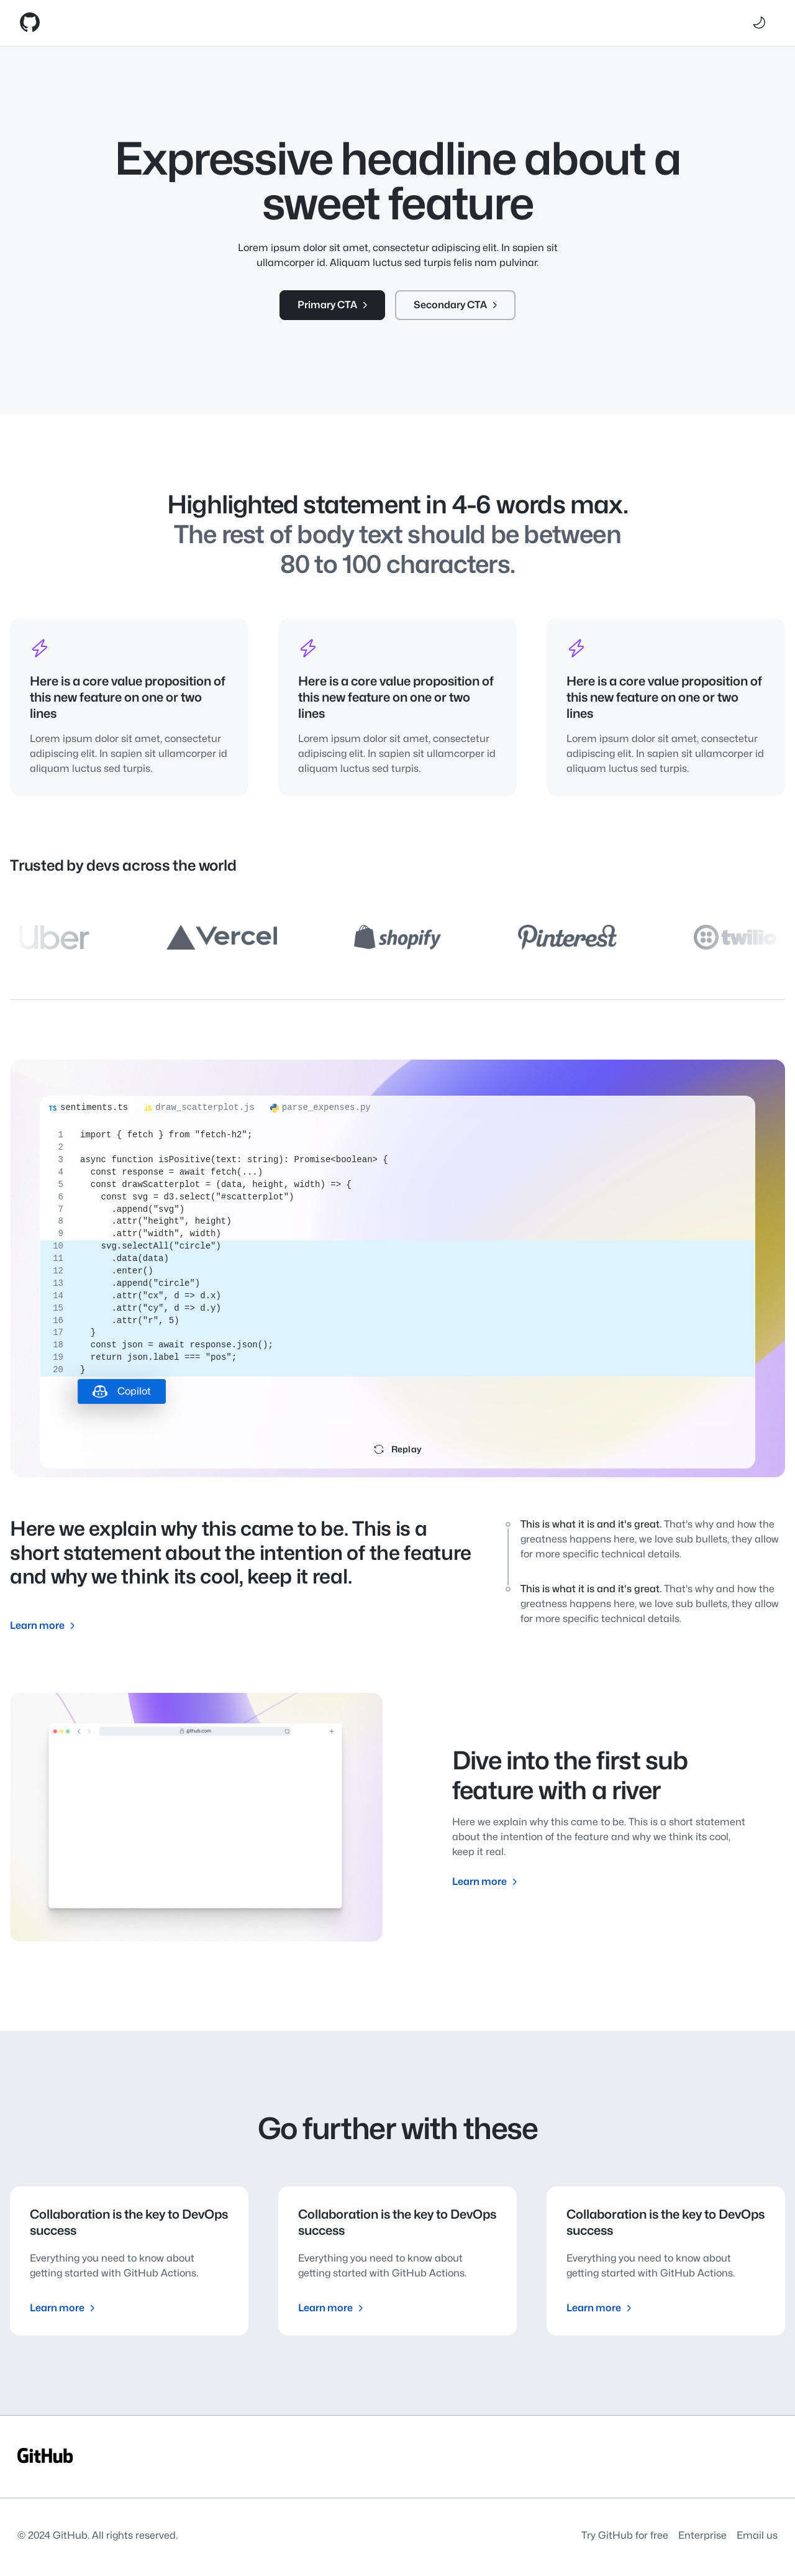 Expressive headline about a
sweet feature
Lorem ipsum dolor sit amet, consectetur adipiscing elit. In sapien sit
ullamcorper id. Aliquam luctus sed turpis felis nam pulvinar.
Primary CTA
Secondary CTA
Highlighted statement in 4-6 words max.
The rest of body text should be between
80 to 100 characters.
Here is a core value proposition of
this new feature on one or two
lines
Lorem ipsum dolor sit amet, consectetur
adipiscing elit. In sapien sit ullamcorper id
aliquam luctus sed turpis.
Here is a core value proposition of
this new feature on one or two
lines
Lorem ipsum dolor sit amet, consectetur
adipiscing elit. In sapien sit ullamcorper id
aliquam luctus sed turpis.
Here is a core value proposition of
this new feature on one or two
lines
Lorem ipsum dolor sit amet, consectetur
adipiscing elit. In sapien sit ullamcorper id
aliquam luctus sed turpis.
Trusted by devs across the world
Uber
Vercel
shopify
Pinterest
twilio
TS sentiments.ts
JS draw_scatterplot.js
parse_expenses.py
1 import { fetch } from "fetch-h2";
2
3 async function isPositive(text: string): Promise<boolean> {
4 const response = await fetch(...)
5 const drawScatterplot = (data, height, width) => {
6 const svg = d3.select("#scatterplot")
7 .append("svg")
8 .attr("height", height)
9 .attr("width", width)
10 svg.selectAll("circle")
11 .data(data)
12 .enter()
13 .append("circle")
14 .attr("cx", d => d.x)
15 .attr("cy", d => d.y)
16 .attr("r", 5)
17 }
18 const json = await response.json();
19 return json.label === "pos";
20 }
Copilot
Replay
Here we explain why this came to be. This is a
short statement about the intention of the feature
and why we think its cool, keep it real.
Learn more
This is what it is and it's great. That's why and how the
greatness happens here, we love sub bullets, they allow
for more specific technical details.
This is what it is and it's great. That's why and how the
greatness happens here, we love sub bullets, they allow
for more specific technical details.
github.com
Dive into the first sub
feature with a river
Here we explain why this came to be. This is a short statement
about the intention of the feature and why we think its cool,
keep it real.
Learn more
Go further with these
Collaboration is the key to DevOps
success
Everything you need to know about
getting started with GitHub Actions.
Learn more
Collaboration is the key to DevOps
success
Everything you need to know about
getting started with GitHub Actions.
Learn more
Collaboration is the key to DevOps
success
Everything you need to know about
getting started with GitHub Actions.
Learn more
GitHub
© 2024 GitHub. All rights reserved.
Try GitHub for free
Enterprise
Email us